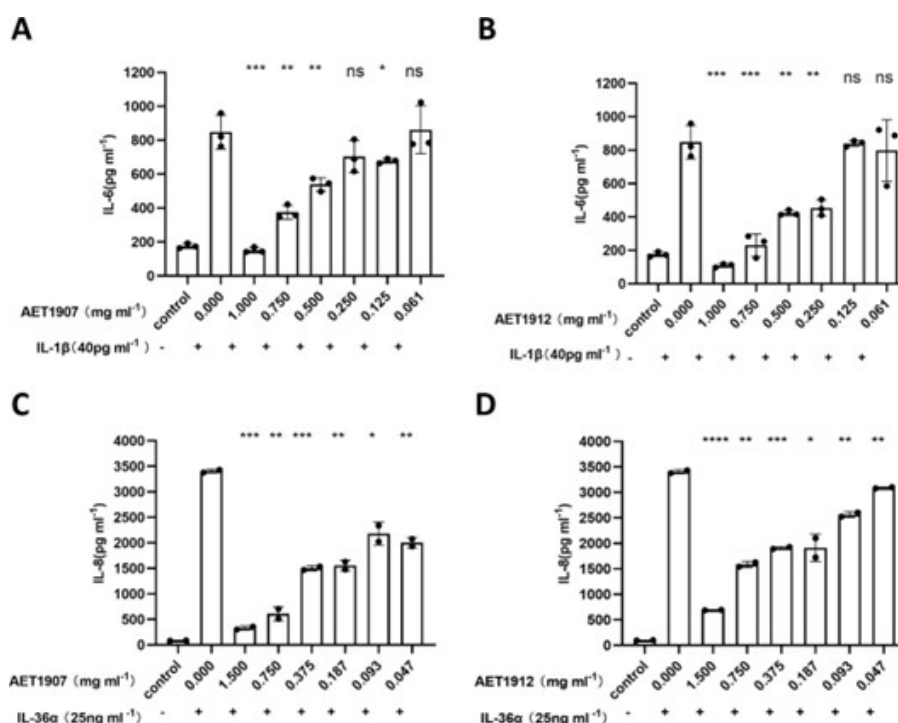 A
*** ** ** ns * ns
1200
1000
800
600
400
200
0
IL-6(pg ml-1)
control 0.000 1.000 0.750 0.500 0.250 0.125 0.061
AET1907 (mg ml-1)
IL-1β(40pg ml-1) - + + + + + + +
B
*** *** ** ** ns ns
1200
1000
800
600
400
200
0
IL-6(pg ml-1)
control 0.000 1.000 0.750 0.500 0.250 0.125 0.061
AET1912 (mg ml-1)
IL-1β(40pg ml-1) - + + + + + + +
C
*** ** *** ** * **
4000
3500
3000
2500
2000
1500
1000
500
0
IL-8(pg ml-1)
control 0.000 1.500 0.750 0.375 0.187 0.093 0.047
AET1907 (mg ml-1)
IL-36α (25ng ml-1) - + + + + + + +
D
**** ** *** * ** **
4000
3500
3000
2500
2000
1500
1000
500
0
IL-8(pg ml-1)
control 0.000 1.500 0.750 0.375 0.187 0.093 0.047
AET1912 (mg ml-1)
IL-36α (25ng ml-1) - + + + + + + +